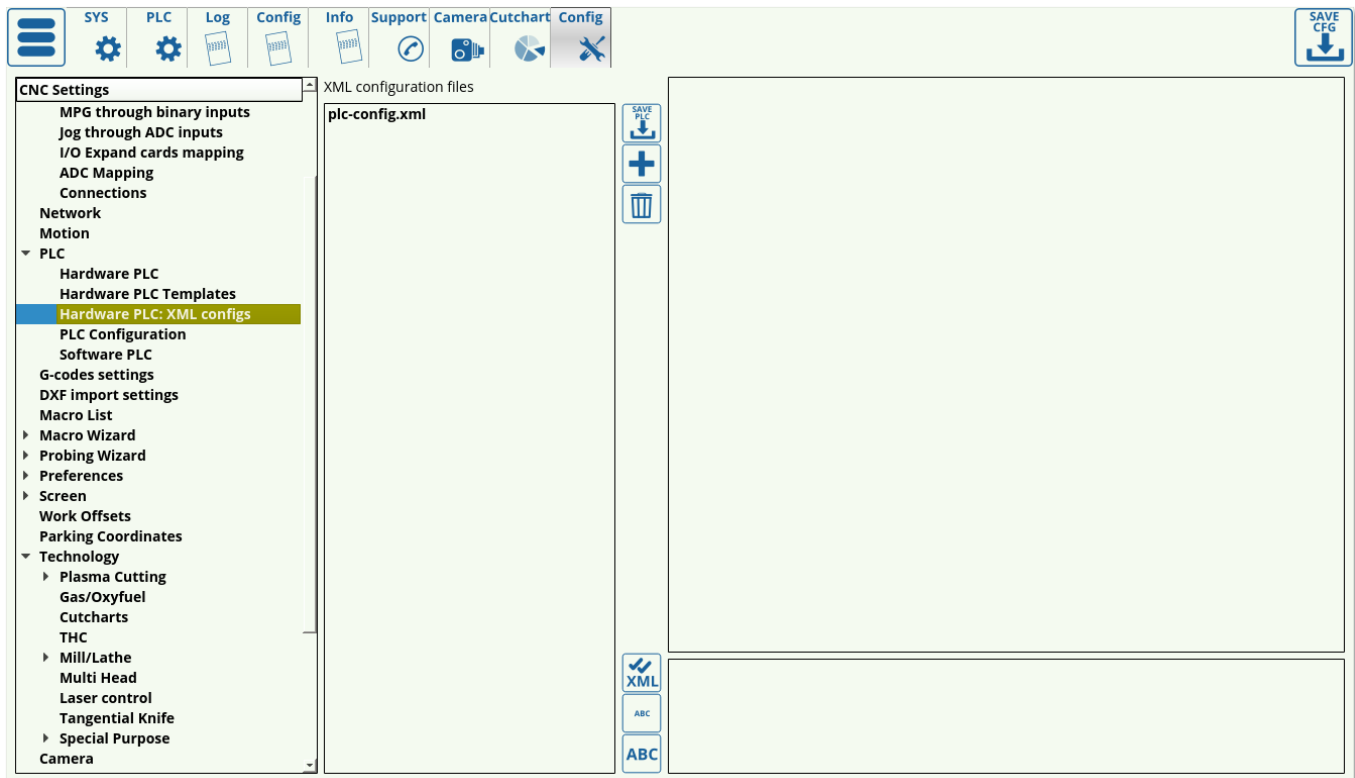 SYS
PLC
Log
Config
Info
Support
Camera
Cutchart
Config
SAVE
CFG
CNC Settings
MPG through binary inputs
Jog through ADC inputs
I/O Expand cards mapping
ADC Mapping
Connections
Network
Motion
PLC
Hardware PLC
Hardware PLC Templates
Hardware PLC: XML configs
PLC Configuration
Software PLC
G-codes settings
DXF import settings
Macro List
Macro Wizard
Probing Wizard
Preferences
Screen
Work Offsets
Parking Coordinates
Technology
Plasma Cutting
Gas/Oxyfuel
Cutcharts
THC
Mill/Lathe
Multi Head
Laser control
Tangential Knife
Special Purpose
Camera
XML configuration files
plc-config.xml
SAVE
PLC
XML
ABC
ABC